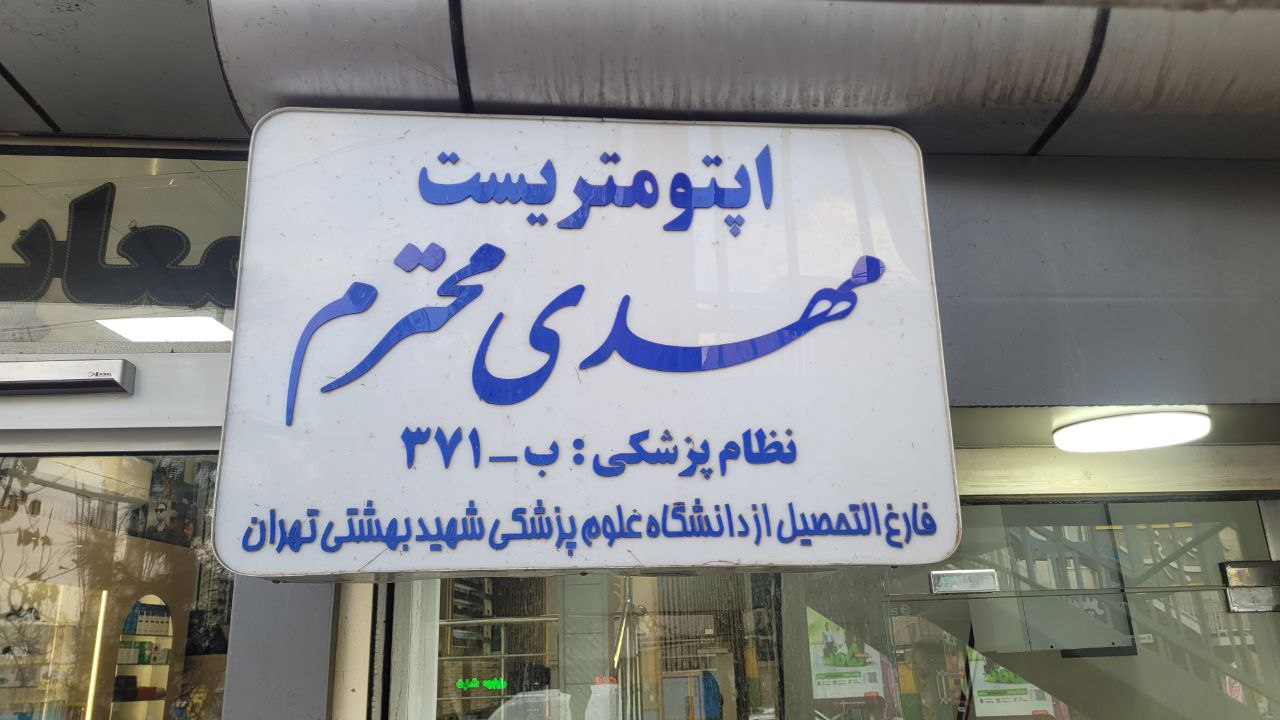 اپتومتریست
مهدی محترم
نظام پزشکی: ب-۳۷۱
فارغ التحصیل از دانشگاه علوم پزشکی شهید بهشتی تهران